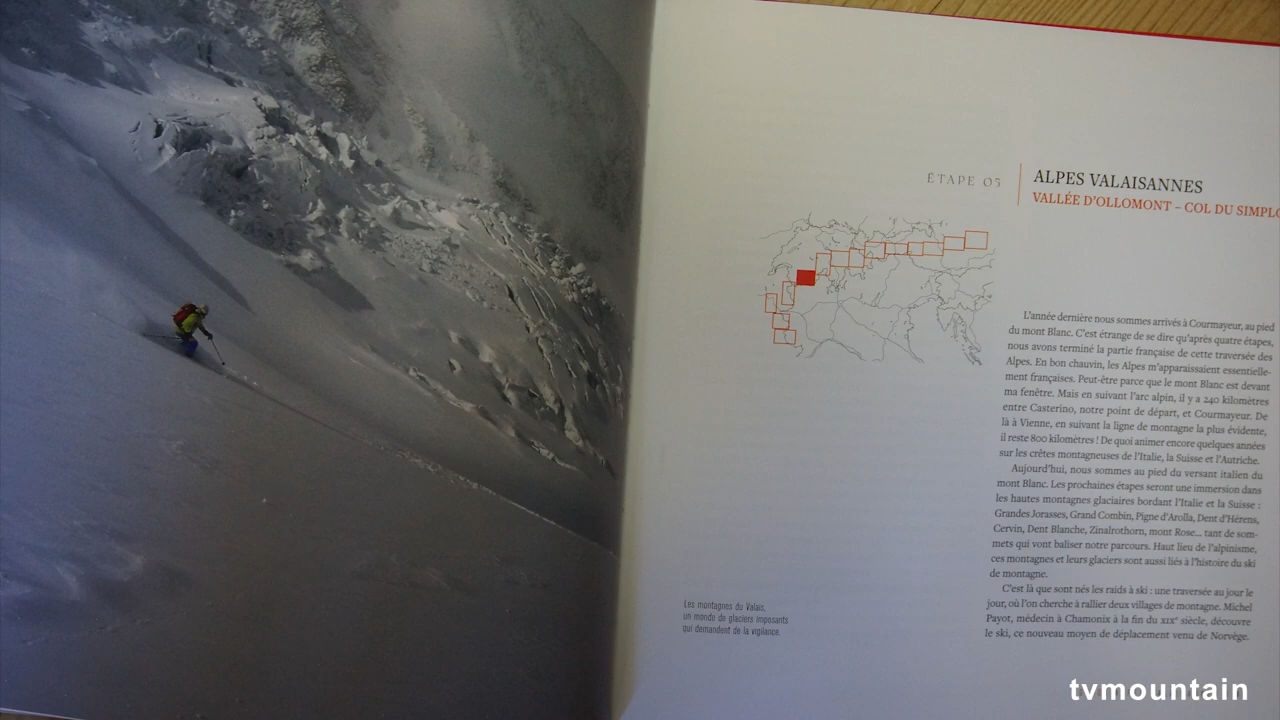 ÉTAPE 05
ALPES VALAISANNES
VALLÉE D'OLLOMONT – COL DU SIMPLO
L'année dernière nous sommes arrivés à Courmayeur, au pied
du mont Blanc. C'est étrange de se dire qu'après quatre étapes,
nous avons terminé la partie française de cette traversée des
Alpes. En bon chauvin, les Alpes m'apparaissaient essentielle-
ment françaises. Peut-être parce que le mont Blanc est devant
ma fenêtre. Mais en suivant l'arc alpin, il y a 240 kilomètres
entre Casterino, notre point de départ, et Courmayeur. De
là à Vienne, en suivant la ligne de montagne la plus évidente,
il reste 800 kilomètres ! De quoi animer encore quelques années
sur les crêtes montagneuses de l'Italie, la Suisse et l'Autriche.
Aujourd'hui, nous sommes au pied du versant italien du
mont Blanc. Les prochaines étapes seront une immersion dans
les hautes montagnes glaciaires bordant l'Italie et la Suisse :
Grandes Jorasses, Grand Combin, Pigne d'Arolla, Dent d'Hérens,
Cervin, Dent Blanche, Zinalrothorn, mont Rose... tant de som-
mets qui vont baliser notre parcours. Haut lieu de l'alpinisme,
ces montagnes et leurs glaciers sont aussi liés à l'histoire du ski
de montagne.
C'est là que sont nés les raids à ski : une traversée au jour le
jour, où l'on cherche à rallier deux villages de montagne. Michel
Payot, médecin à Chamonix à la fin du XIXe siècle, découvre
le ski, ce nouveau moyen de déplacement venu de Norvège.
Les montagnes du Valais,
un monde de glaciers imposants
qui demandent de la vigilance.
tvmountain